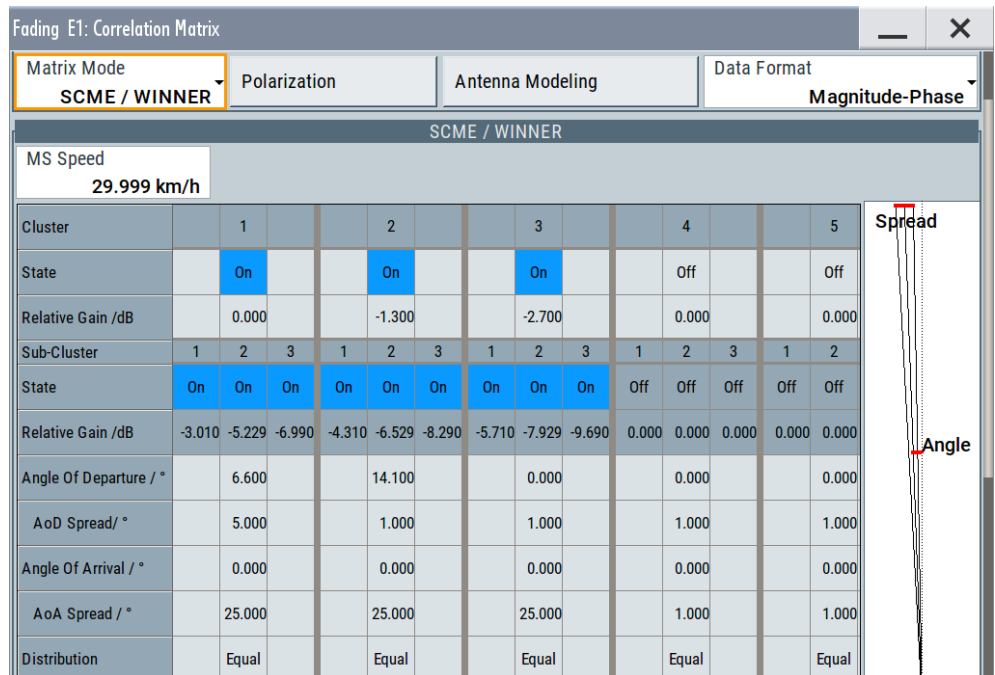 Fading E1: Correlation Matrix
Matrix Mode
SCME / WINNER
Polarization
Antenna Modeling
Data Format
Magnitude-Phase
SCME / WINNER
MS Speed
29.999 km/h
Cluster 1 2 3 4 5
State On On On Off Off
Relative Gain /dB 0.000 -1.300 -2.700 0.000 0.000
Sub-Cluster 1 2 3 1 2 3 1 2 3 1 2 3 1 2
State On On On On On On On On On Off Off Off Off Off
Relative Gain /dB -3.010 -5.229 -6.990 -4.310 -6.529 -8.290 -5.710 -7.929 -9.690 0.000 0.000 0.000 0.000 0.000
Angle Of Departure / ° 6.600 14.100 0.000 0.000 0.000
AoD Spread/ ° 5.000 1.000 1.000 1.000 1.000
Angle Of Arrival / ° 0.000 0.000 0.000 0.000 0.000
AoA Spread / ° 25.000 25.000 25.000 1.000 1.000
Distribution Equal Equal Equal Equal Equal
Spread
Angle